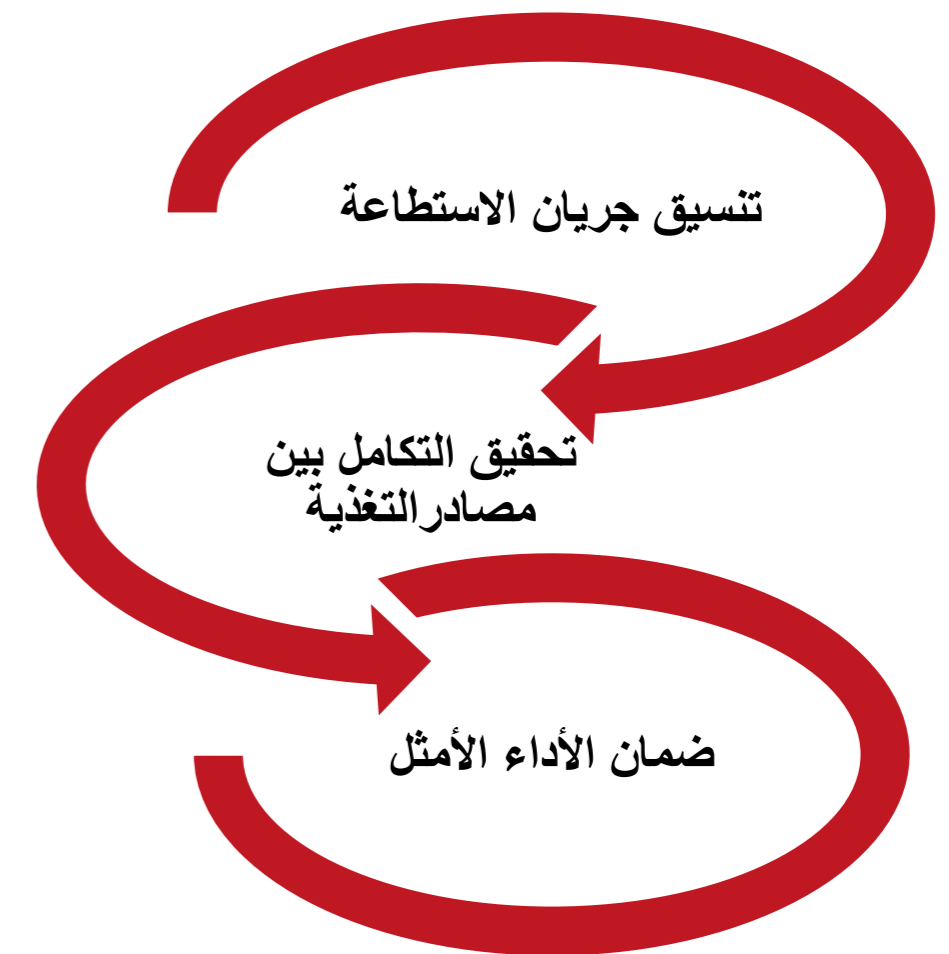 تنسيق جريان الاستطاعة
تحقيق التكامل بين
مصادرالتغذية
ضمان الأداء الأمثل